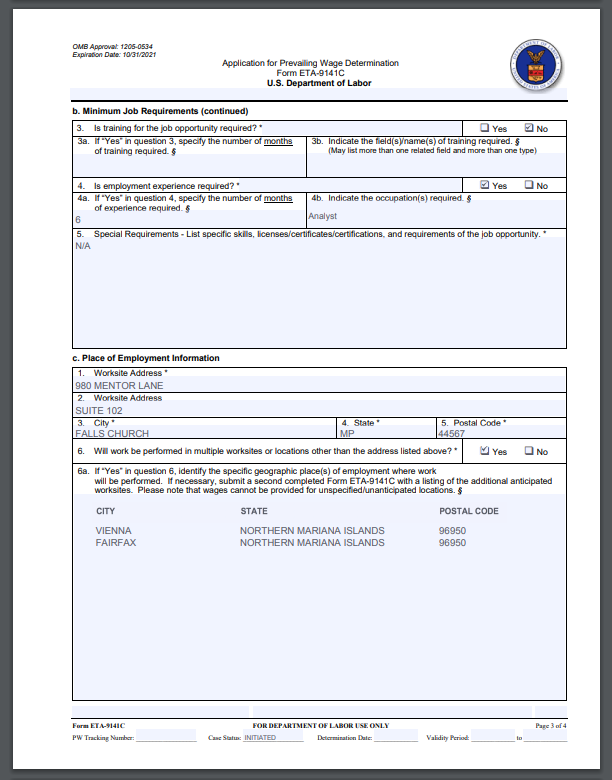 OMB Approval: 1205-0534
Expiration Date: 10/31/2021
Application for Prevailing Wage Determination
Form ETA-9141C
U.S. Department of Labor
b. Minimum Job Requirements (continued)
3. Is training for the job opportunity required? * ☐ Yes ☑ No
3a. If "Yes" in question 3, specify the number of months
of training required. §
3b. Indicate the field(s)/name(s) of training required. §
(May list more than one related field and more than one type)
4. Is employment experience required? * ☑ Yes ☐ No
4a. If "Yes" in question 4, specify the number of months
of experience required. §
6
4b. Indicate the occupation(s) required. §
Analyst
5. Special Requirements - List specific skills, licenses/certificates/certifications, and requirements of the job opportunity. *
N/A
c. Place of Employment Information
1. Worksite Address *
980 MENTOR LANE
2. Worksite Address
SUITE 102
3. City * 4. State * 5. Postal Code *
FALLS CHURCH MP 44567
6. Will work be performed in multiple worksites or locations other than the address listed above? * ☑ Yes ☐ No
6a. If "Yes" in question 6, identify the specific geographic place(s) of employment where work
will be performed. If necessary, submit a second completed Form ETA-9141C with a listing of the additional anticipated
worksites. Please note that wages cannot be provided for unspecified/unanticipated locations. §
CITY STATE POSTAL CODE
VIENNA NORTHERN MARIANA ISLANDS 96950
FAIRFAX NORTHERN MARIANA ISLANDS 96950
Form ETA-9141C FOR DEPARTMENT OF LABOR USE ONLY Page 3 of 4
PW Tracking Number: Case Status: INITIATED Determination Date: Validity Period: to